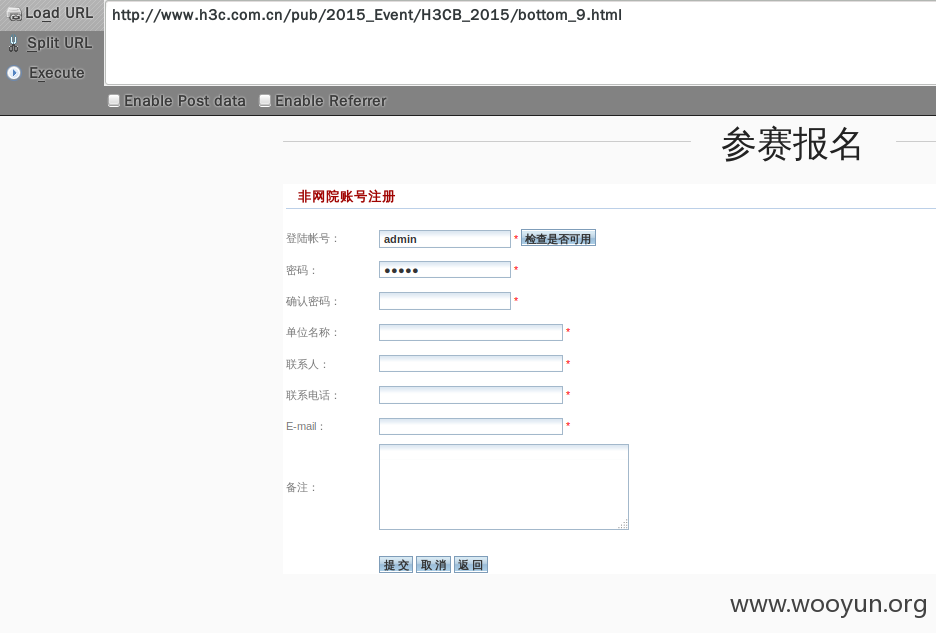 Load URL
http://www.h3c.com.cn/pub/2015_Event/H3CB_2015/bottom_9.html
Split URL
Execute
Enable Post data Enable Referrer
参赛报名
非网院账号注册
登陆帐号： admin * 检查是否可用
密码： ●●●●● *
确认密码： *
单位名称： *
联系人： *
联系电话： *
E-mail： *
备注：
提 交 取 消 返 回
www.wooyun.org